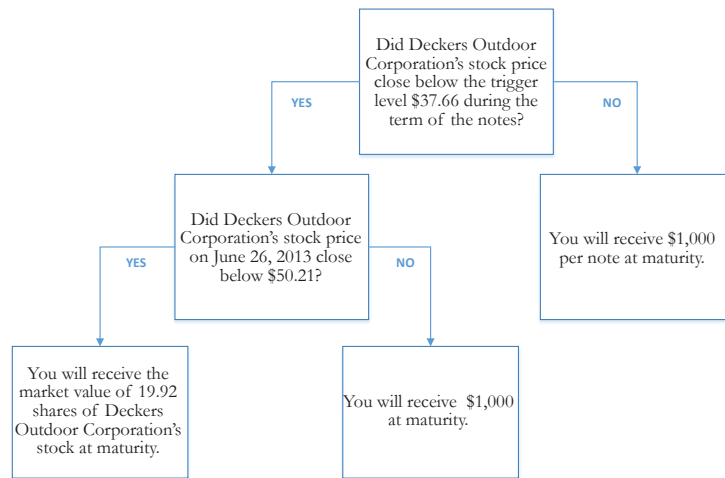 Did Deckers Outdoor
Corporation's stock price
close below the trigger
level $37.66 during the
term of the notes?
YES
NO
Did Deckers Outdoor
Corporation's stock price
on June 26, 2013 close
below $50.21?
You will receive $1,000
per note at maturity.
YES
NO
You will receive the
market value of 19.92
shares of Deckers
Outdoor Corporation's
stock at maturity.
You will receive $1,000
at maturity.